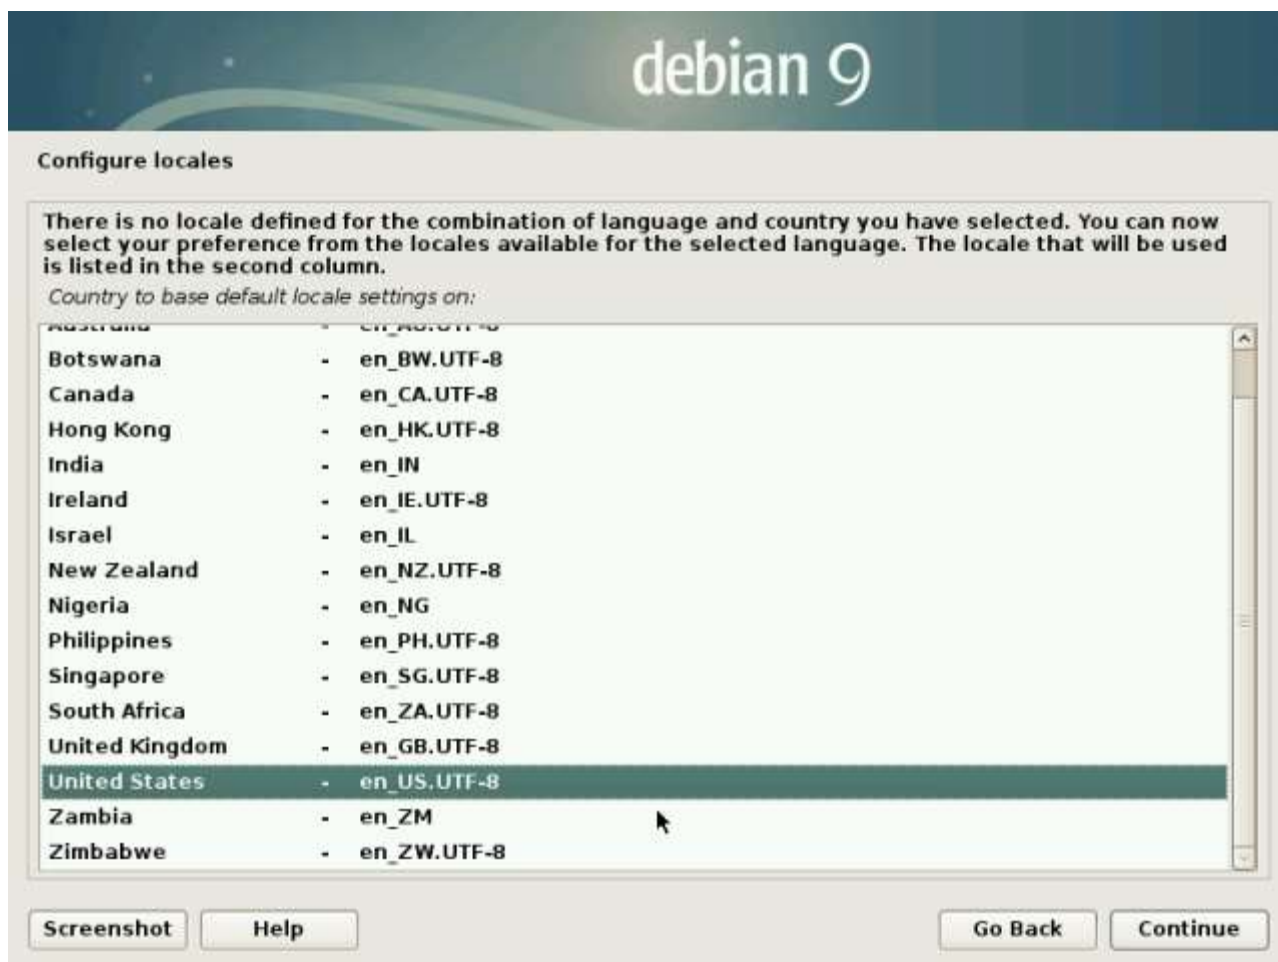 debian 9
Configure locales
There is no locale defined for the combination of language and country you have selected. You can now
select your preference from the locales available for the selected language. The locale that will be used
is listed in the second column.
Country to base default locale settings on:
Australia - en_AU.UTF-8
Botswana - en_BW.UTF-8
Canada - en_CA.UTF-8
Hong Kong - en_HK.UTF-8
India - en_IN
Ireland - en_IE.UTF-8
Israel - en_IL
New Zealand - en_NZ.UTF-8
Nigeria - en_NG
Philippines - en_PH.UTF-8
Singapore - en_SG.UTF-8
South Africa - en_ZA.UTF-8
United Kingdom - en_GB.UTF-8
United States - en_US.UTF-8
Zambia - en_ZM
Zimbabwe - en_ZW.UTF-8
Screenshot Help Go Back Continue